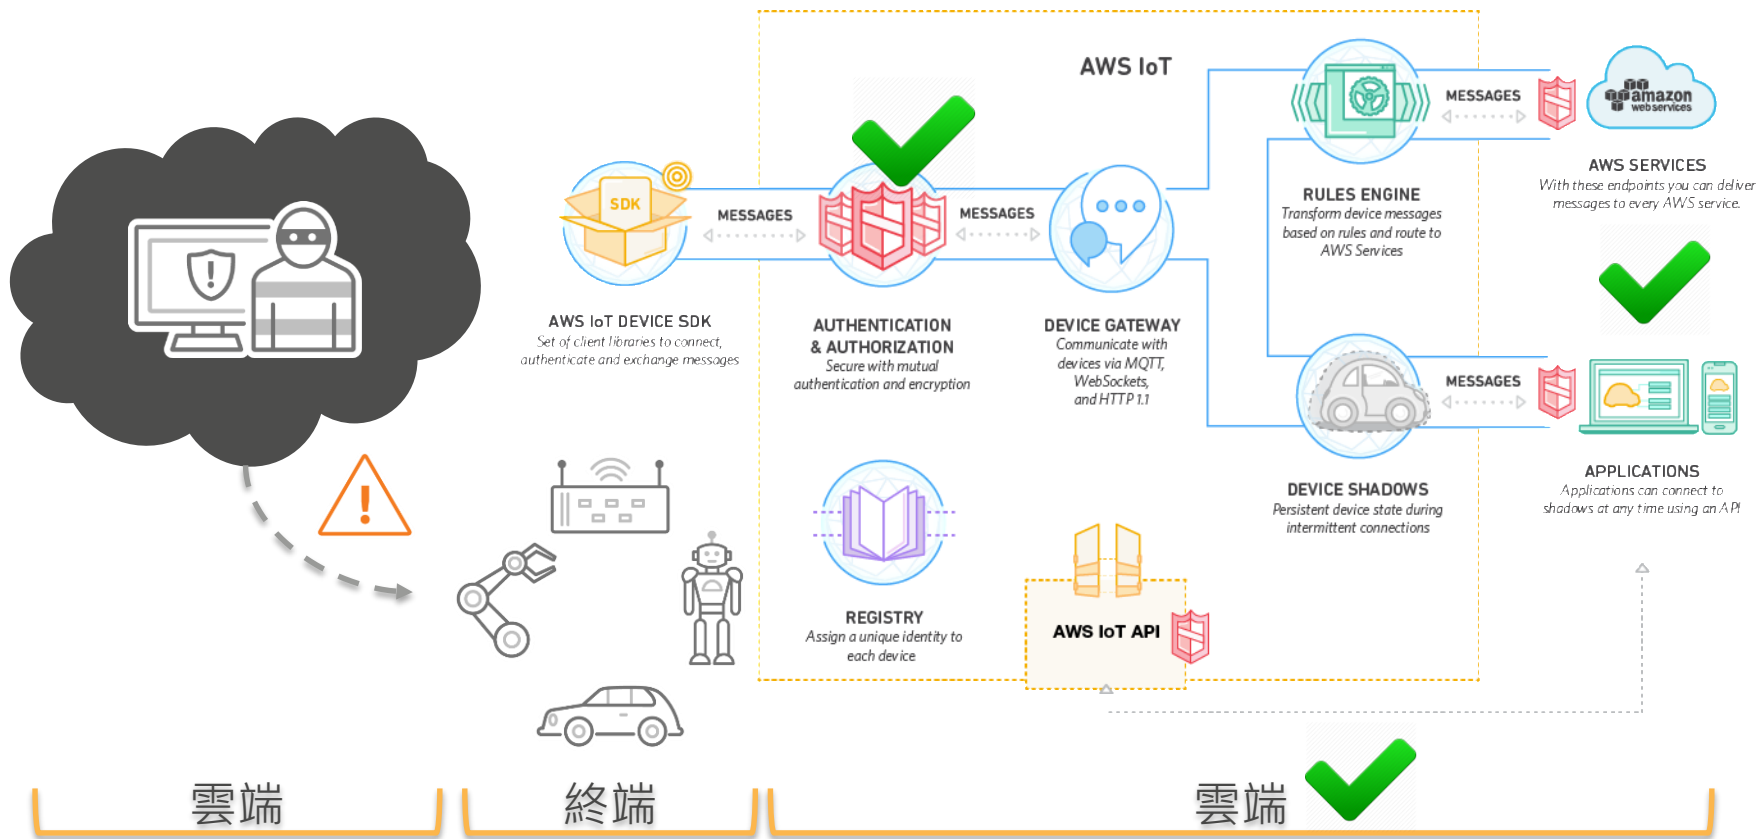 AWS IoT
SDK
MESSAGES
MESSAGES
MESSAGES
amazon
web services
AWS SERVICES
With these endpoints you can deliver
messages to every AWS service.
RULES ENGINE
Transform device messages
based on rules and route to
AWS Services
AWS IoT DEVICE SDK
Set of client libraries to connect,
authenticate and exchange messages
AUTHENTICATION
& AUTHORIZATION
Secure with mutual
authentication and encryption
DEVICE GATEWAY
Communicate with
devices via MQTT,
WebSockets,
and HTTP 1.1
MESSAGES
DEVICE SHADOWS
Persistent device state during
intermittent connections
APPLICATIONS
Applications can connect to
shadows at any time using an API
REGISTRY
Assign a unique identity to
each device
AWS IoT API
雲端
終端
雲端